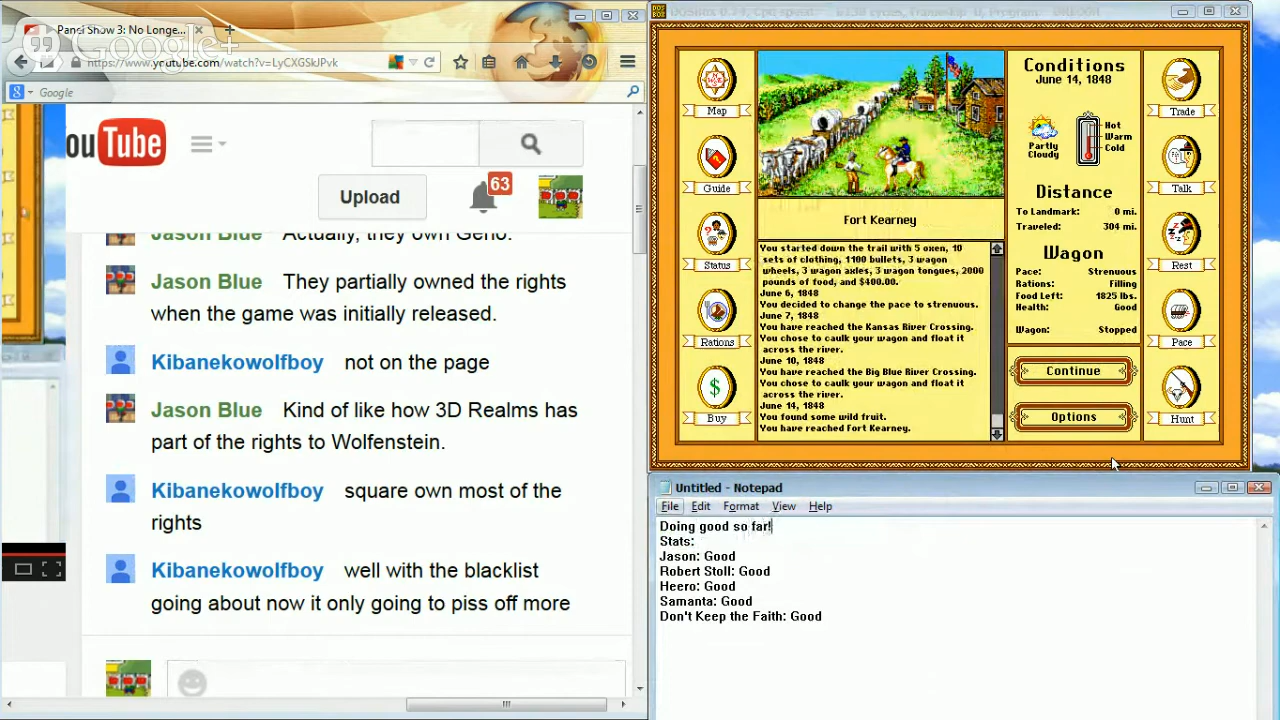 Panel Show 3: No Longe...
Google+
https://www.youtube.com/watch?v=LyCXGSkJPvk
Google
ouTube
Upload
63
Jason Blue Actually, they own Geno.
Jason Blue They partially owned the rights
when the game was initially released.
Kibanekowolfboy not on the page
Jason Blue Kind of like how 3D Realms has
part of the rights to Wolfenstein.
Kibanekowolfboy square own most of the
rights
Kibanekowolfboy well with the blacklist
going about now it only going to piss off more
Map
Guide
Status
Rations
Buy
Fort Kearney
You started down the trail with 5 oxen, 10
sets of clothing, 1100 bullets, 3 wagon
wheels, 3 wagon axles, 3 wagon tongues, 2000
pounds of food, and $400.00.
June 6, 1848
You decided to change the pace to strenuous.
June 7, 1848
You have reached the Kansas River Crossing.
You chose to caulk your wagon and float it
across the river.
June 10, 1848
You have reached the Big Blue River Crossing.
You chose to caulk your wagon and float it
across the river.
June 14, 1848
You found some wild fruit.
You have reached Fort Kearney.
Conditions
June 14, 1848
Partly
Cloudy
Hot
Warm
Cold
Distance
To Landmark: 0 mi.
Traveled: 304 mi.
Wagon
Pace: Strenuous
Rations: Filling
Food Left: 1825 lbs.
Health: Good
Wagon: Stopped
Continue
Options
Trade
Talk
Rest
Pace
Hunt
Untitled - Notepad
File Edit Format View Help
Doing good so far!
Stats:
Jason: Good
Robert Stoll: Good
Heero: Good
Samanta: Good
Don't Keep the Faith: Good